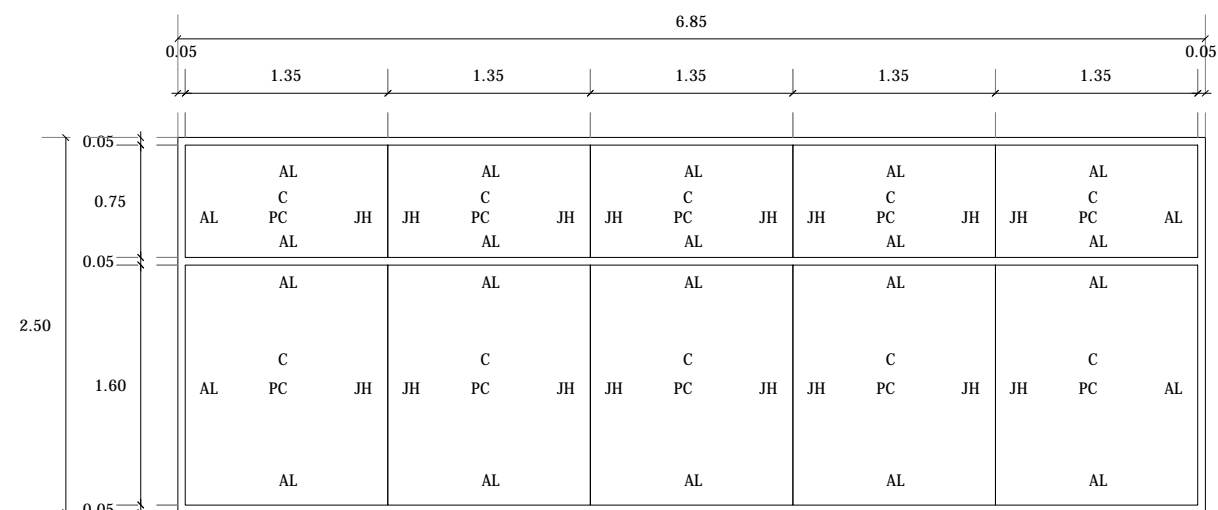 6.85
0.05 0.05
1.35 1.35 1.35 1.35 1.35
0.05
AL AL AL AL AL
C C C C C
0.75
AL PC JH JH PC JH JH PC JH JH PC JH JH PC AL
AL AL AL AL AL
0.05
AL AL AL AL AL
2.50
C C C C C
1.60 AL PC JH JH PC JH JH PC JH JH PC JH JH PC AL
AL AL AL AL AL
0.05